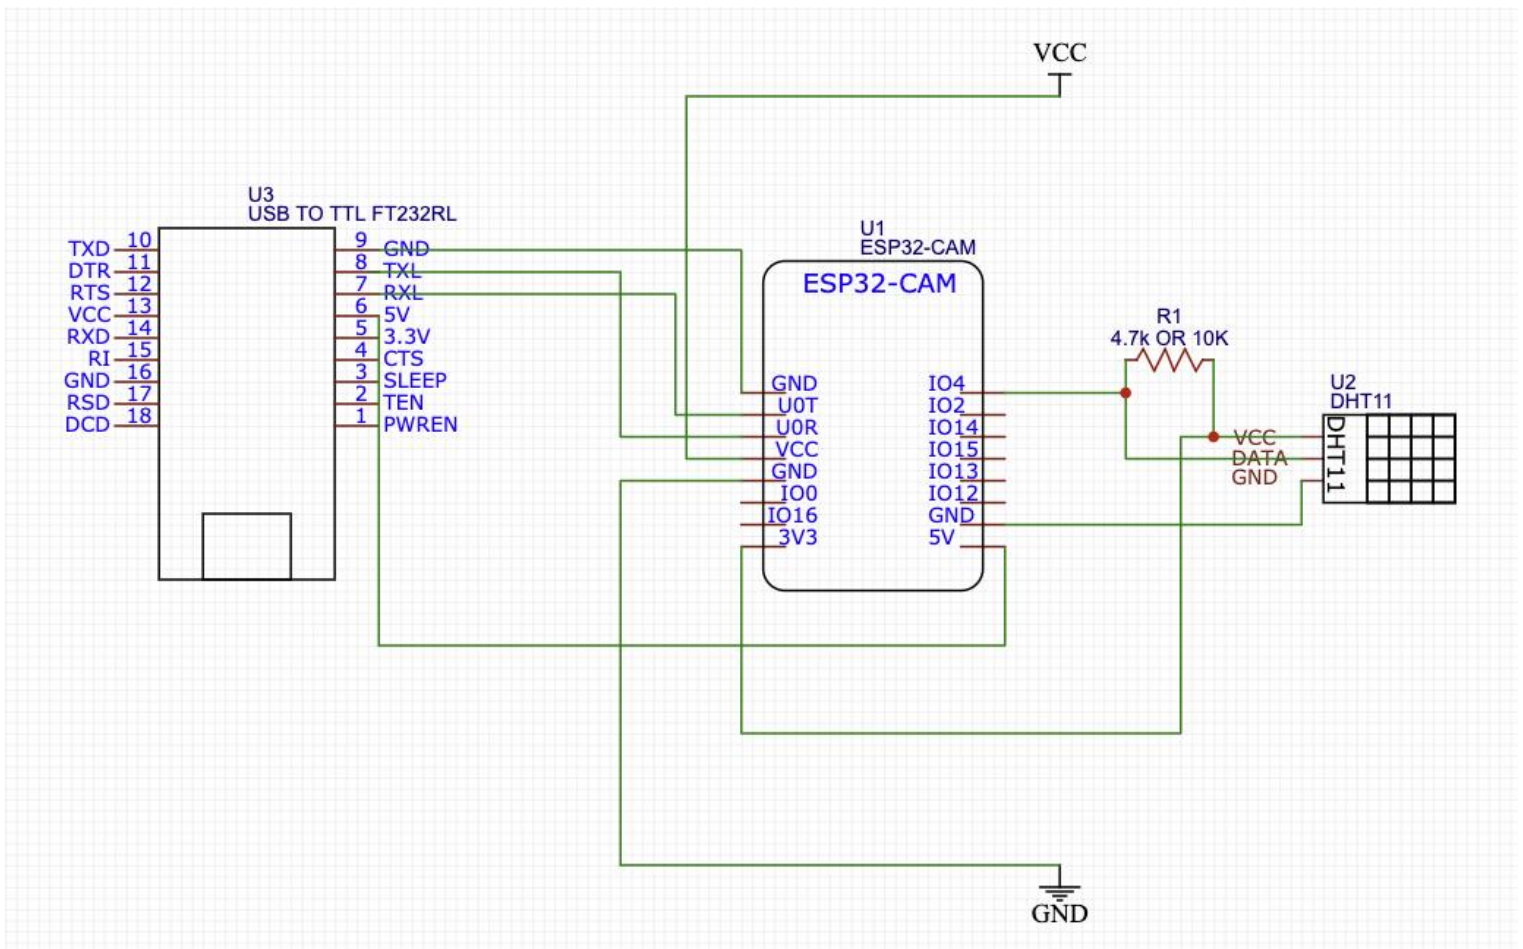 VCC
U3
USB TO TTL FT232RL
TXD 10
DTR 11
RTS 12
VCC 13
RXD 14
RI 15
GND 16
RSD 17
DCD 18
9 GND
8 TXL
7 RXL
6 5V
5 3.3V
4 CTS
3 SLEEP
2 TEN
1 PWREN
U1
ESP32-CAM
ESP32-CAM
GND
U0T
U0R
VCC
GND
IO0
IO16
3V3
IO4
IO2
IO14
IO15
IO13
IO12
GND
5V
R1
4.7k OR 10K
U2
DHT11
VCC
DATA
GND
DHT11
GND